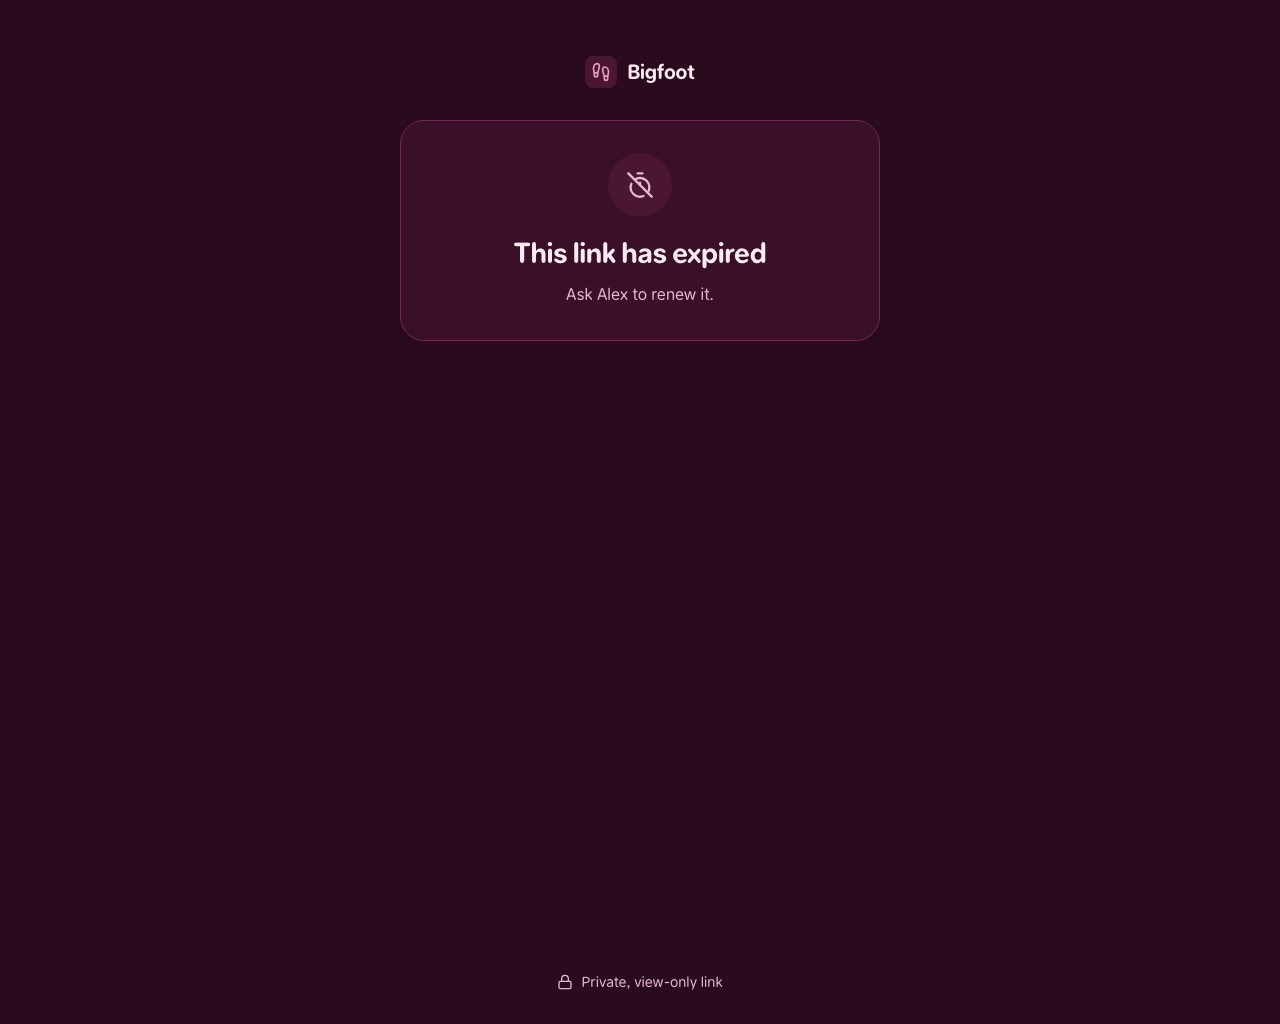 Bigfoot
This link has expired
Ask Alex to renew it.
Private, view-only link